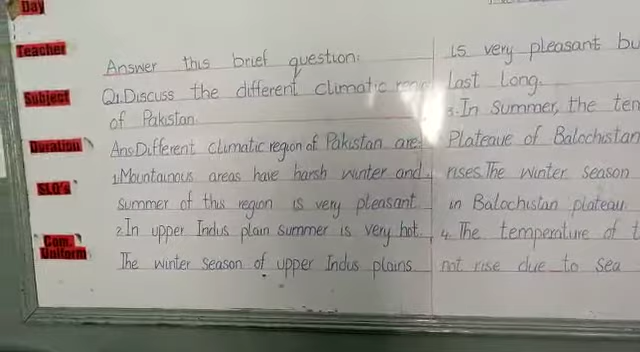 Day
Teacher
Subject
Duration
SLO's
Com.
Uniform
Answer this brief question:
Q1.Discuss the different climatic
of Pakistan.
Ans.Different climatic region of Pakistan are:
1.Mountainous areas have harsh winter and
summer of this region is very pleasant.
2.In upper Indus plain summer is very hot.
The winter season of upper Indus plains
is very pleasant bu
last long.
3.In Summer, the tem
Plateaue of Balochistan
rises.The winter season
in Balochistan plateau.
4.The temperature of t
not rise due to sea